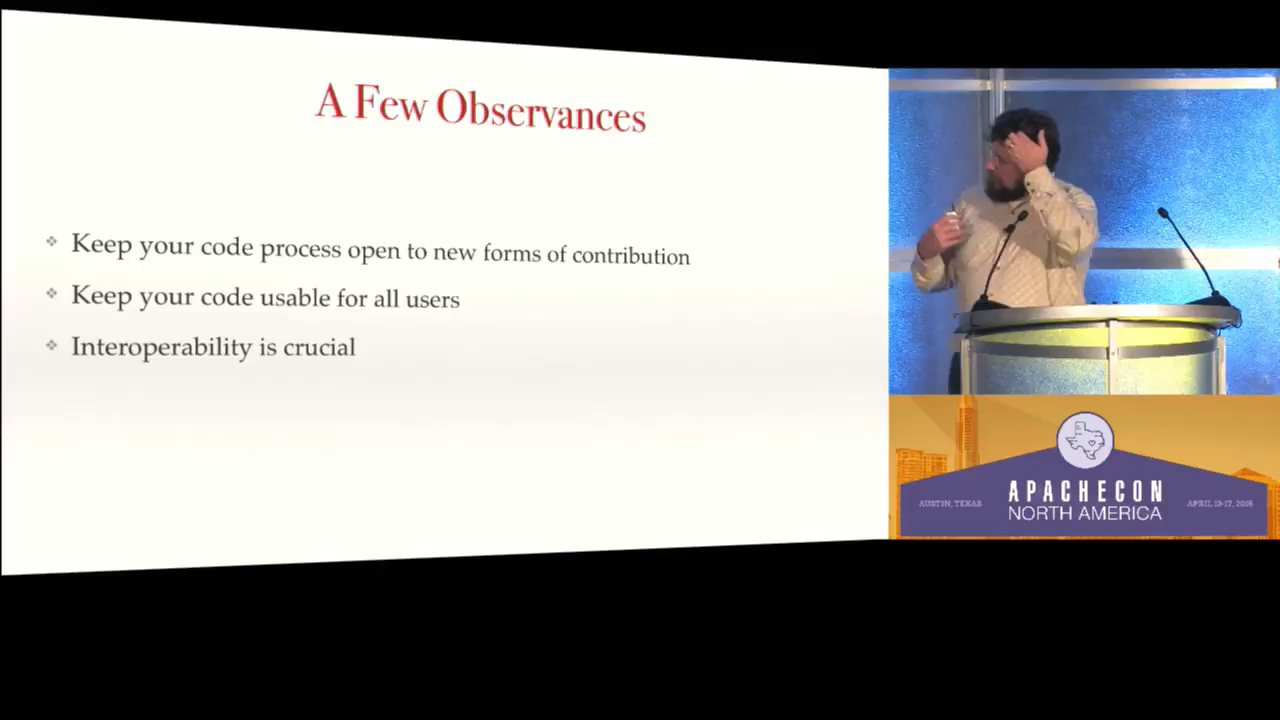 A Few Observances
Keep your code process open to new forms of contribution
Keep your code usable for all users
Interoperability is crucial
AUSTIN, TEXAS
APACHECON
NORTH AMERICA
APRIL 13-17, 2015